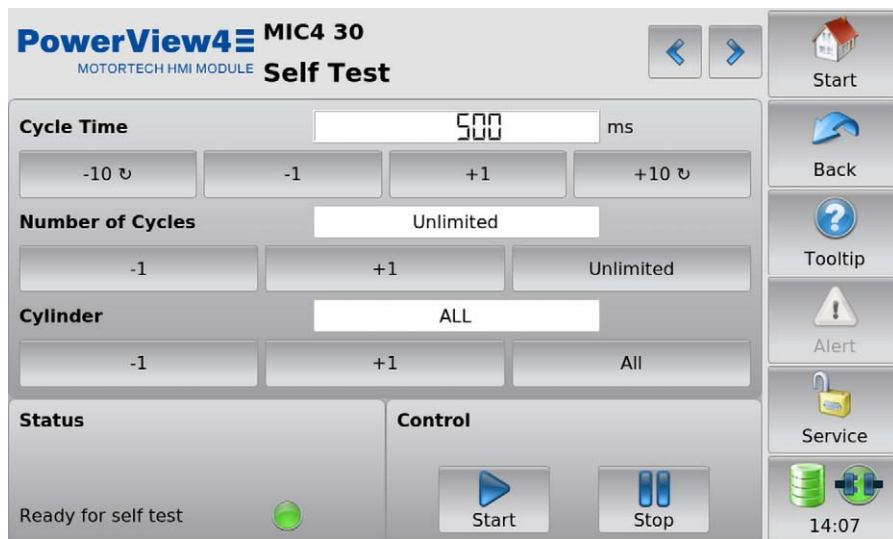 PowerView4
MOTORTECH HMI MODULE
MIC4 30
Self Test
Cycle Time
500
ms
-10 ↻
-1
+1
+10 ↻
Number of Cycles
Unlimited
-1
+1
Unlimited
Cylinder
ALL
-1
+1
All
Status
Ready for self test
Control
Start
Stop
Start
Back
Tooltip
Alert
Service
14:07